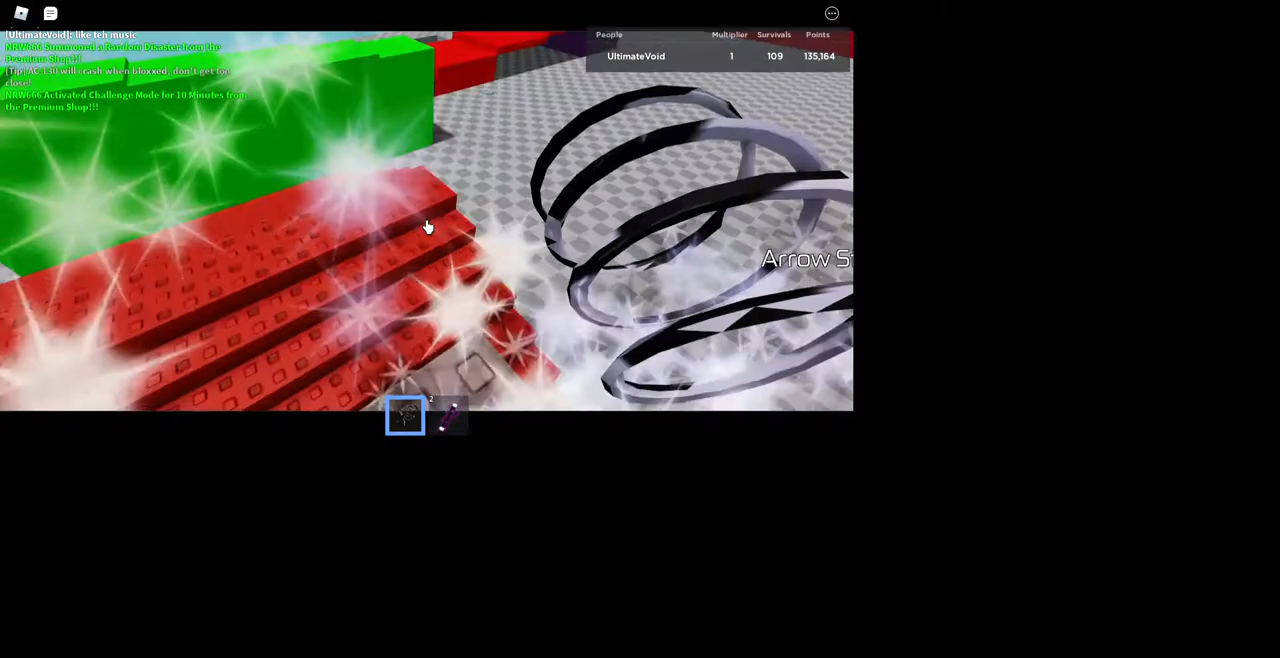 [UltimateVoid]: like teh music
NRW666 Summoned a Random Disaster from the
Premium Shop!!!
[Tip] AC-130 will crash when bloxxed, don't get too
close!
NRW666 Activated Challenge Mode for 10 Minutes from
the Premium Shop!!!
People Multiplier Survivals Points
UltimateVoid 1 109 135,164
Arrow S
2